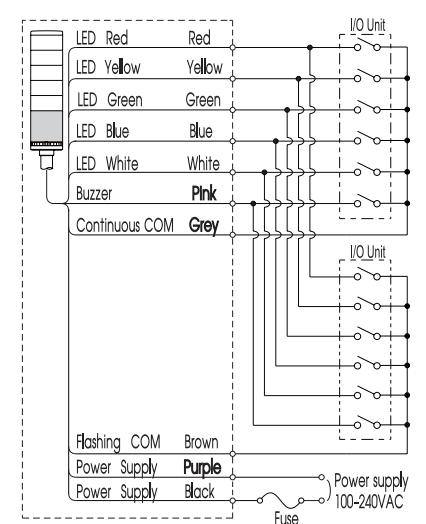 I/O Unit
LED Red Red
LED Yellow Yellow
LED Green Green
LED Blue Blue
LED White White
Buzzer Pink
Continuous COM Grey
I/O Unit
Flashing COM Brown
Power Supply Purple
Power Supply Black
Power supply
100-240VAC
Fuse